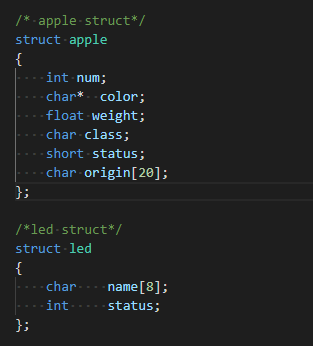 /* apple struct*/
struct apple
{
    int num;
    char*  color;
    float weight;
    char class;
    short status;
    char origin[20];
};

/*led struct*/
struct led
{
    char    name[8];
    int     status;
};